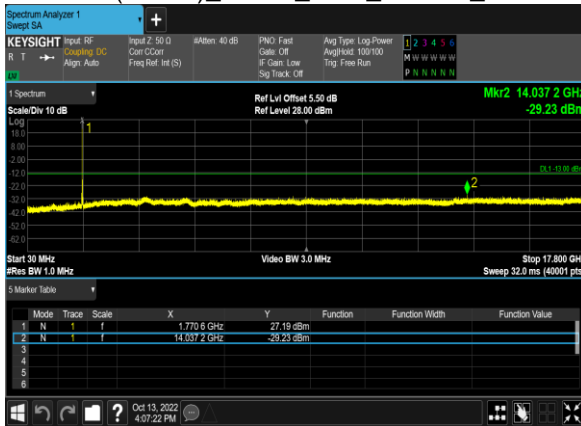 Spectrum Analyzer 1
Swept SA
+
KEYSIGHT Input: RF Input Z: 50 Ω #Atten: 40 dB PNO: Fast Avg Type: Log-Power 1 2 3 4 5 6
R T Coupling: DC Corr CCorr Gate: Off Avg|Hold: 100/100 M W W W W W
Align: Auto Freq Ref: Int (S) IF Gain: Low Trig: Free Run P N N N N N
Sig Track: Off
1 Spectrum Ref Lvl Offset 5.50 dB Mkr2 14.037 2 GHz
Scale/Div 10 dB Ref Level 28.00 dBm -29.23 dBm
Log
1
18.0
8.00
-2.00
DL1 -13.00 dBm
-12.0
2
-22.0
-32.0
-42.0
-52.0
-62.0
Start 30 MHz Video BW 3.0 MHz Stop 17.800 GH
#Res BW 1.0 MHz Sweep 32.0 ms (40001 pts
5 Marker Table
Mode Trace Scale X Y Function Function Width Function Value
1 N 1 f 1.770 6 GHz 27.19 dBm
2 N 1 f 14.037 2 GHz -29.23 dBm
3
4
5
6
? Oct 13, 2022
4:07:22 PM